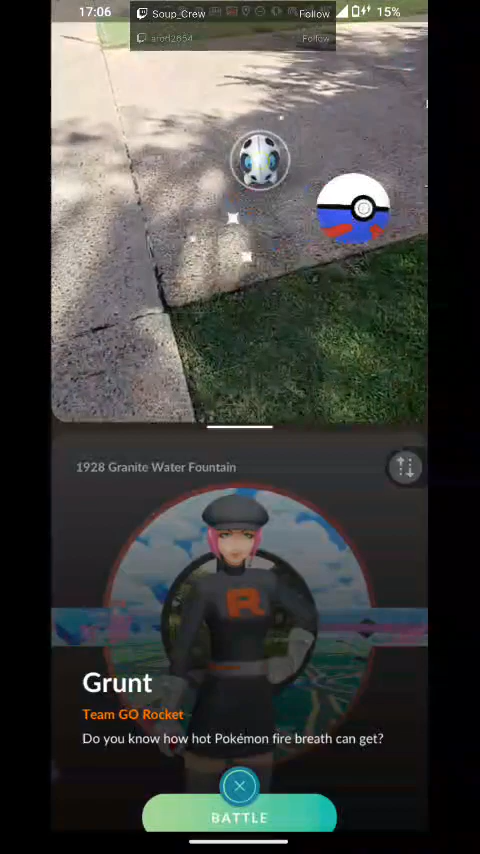 17:06
Soup_Crew
Follow
15%
Follow
1928 Granite Water Fountain
R
Grunt
Team GO Rocket
Do you know how hot Pokémon fire breath can get?
BATTLE